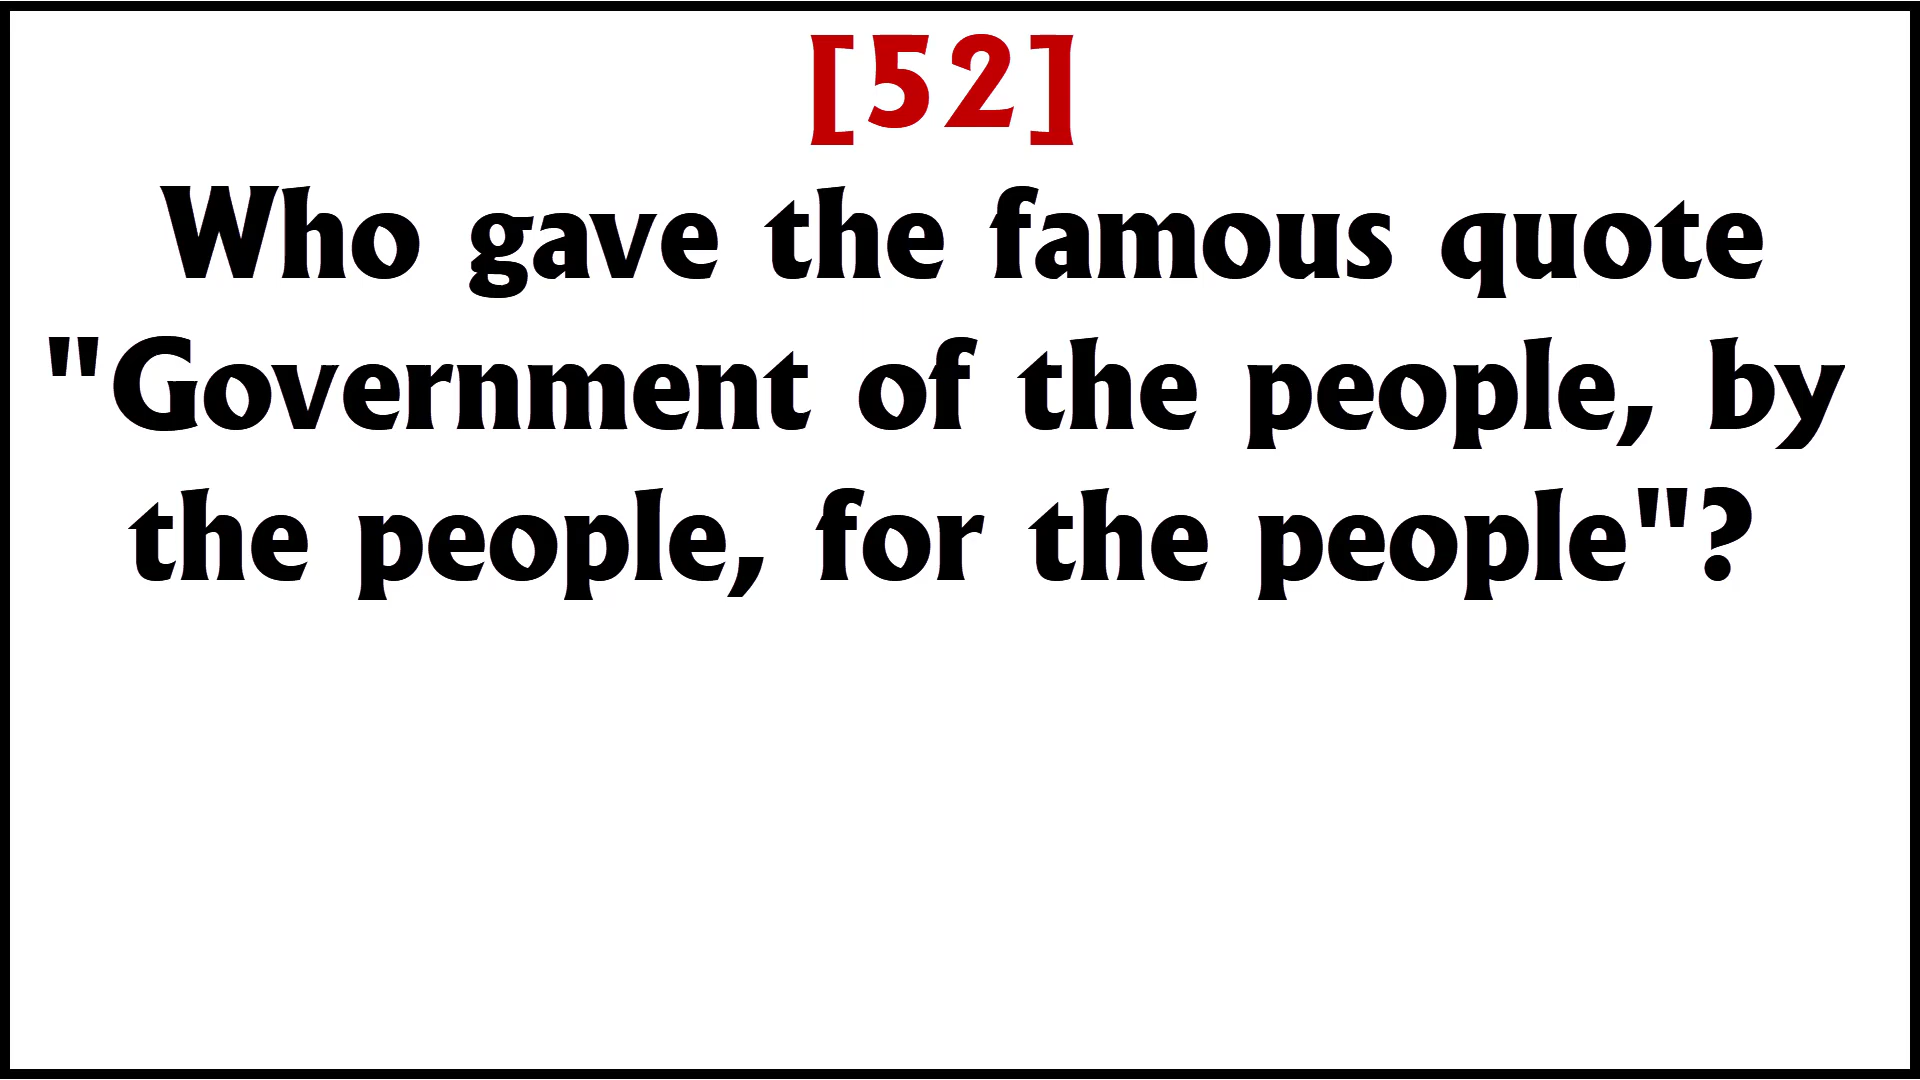 [52]
Who gave the famous quote
"Government of the people, by
the people, for the people"?